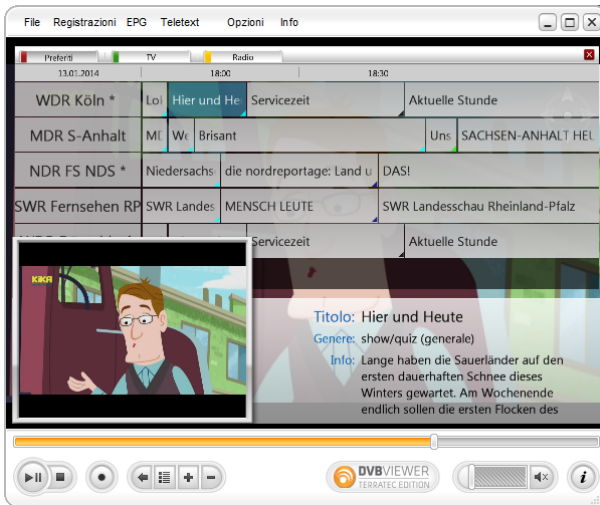 File Registrazioni EPG Teletext Opzioni Info
Preferiti TV Radio
13.01.2014 18:00 18:30
WDR Köln * Lol Hier und He Servicezeit Aktuelle Stunde
MDR S-Anhalt We Brisant Uns SACHSEN-ANHALT HEU
NDR FS NDS * Niedersachs die nordreportage: Land u DAS!
SWR Fernsehen RP SWR Landes MENSCH LEUTE SWR Landesschau Rheinland-Pfalz
Servicezeit Aktuelle Stunde
KiKA
Titolo: Hier und Heute
Genere: show/quiz (generale)
Info: Lange haben die Sauerländer auf den
ersten dauerhaften Schnee dieses
Winters gewartet. Am Wochenende
endlich sollen die ersten Flocken des
DVBVIEWER
TERRATEC EDITION